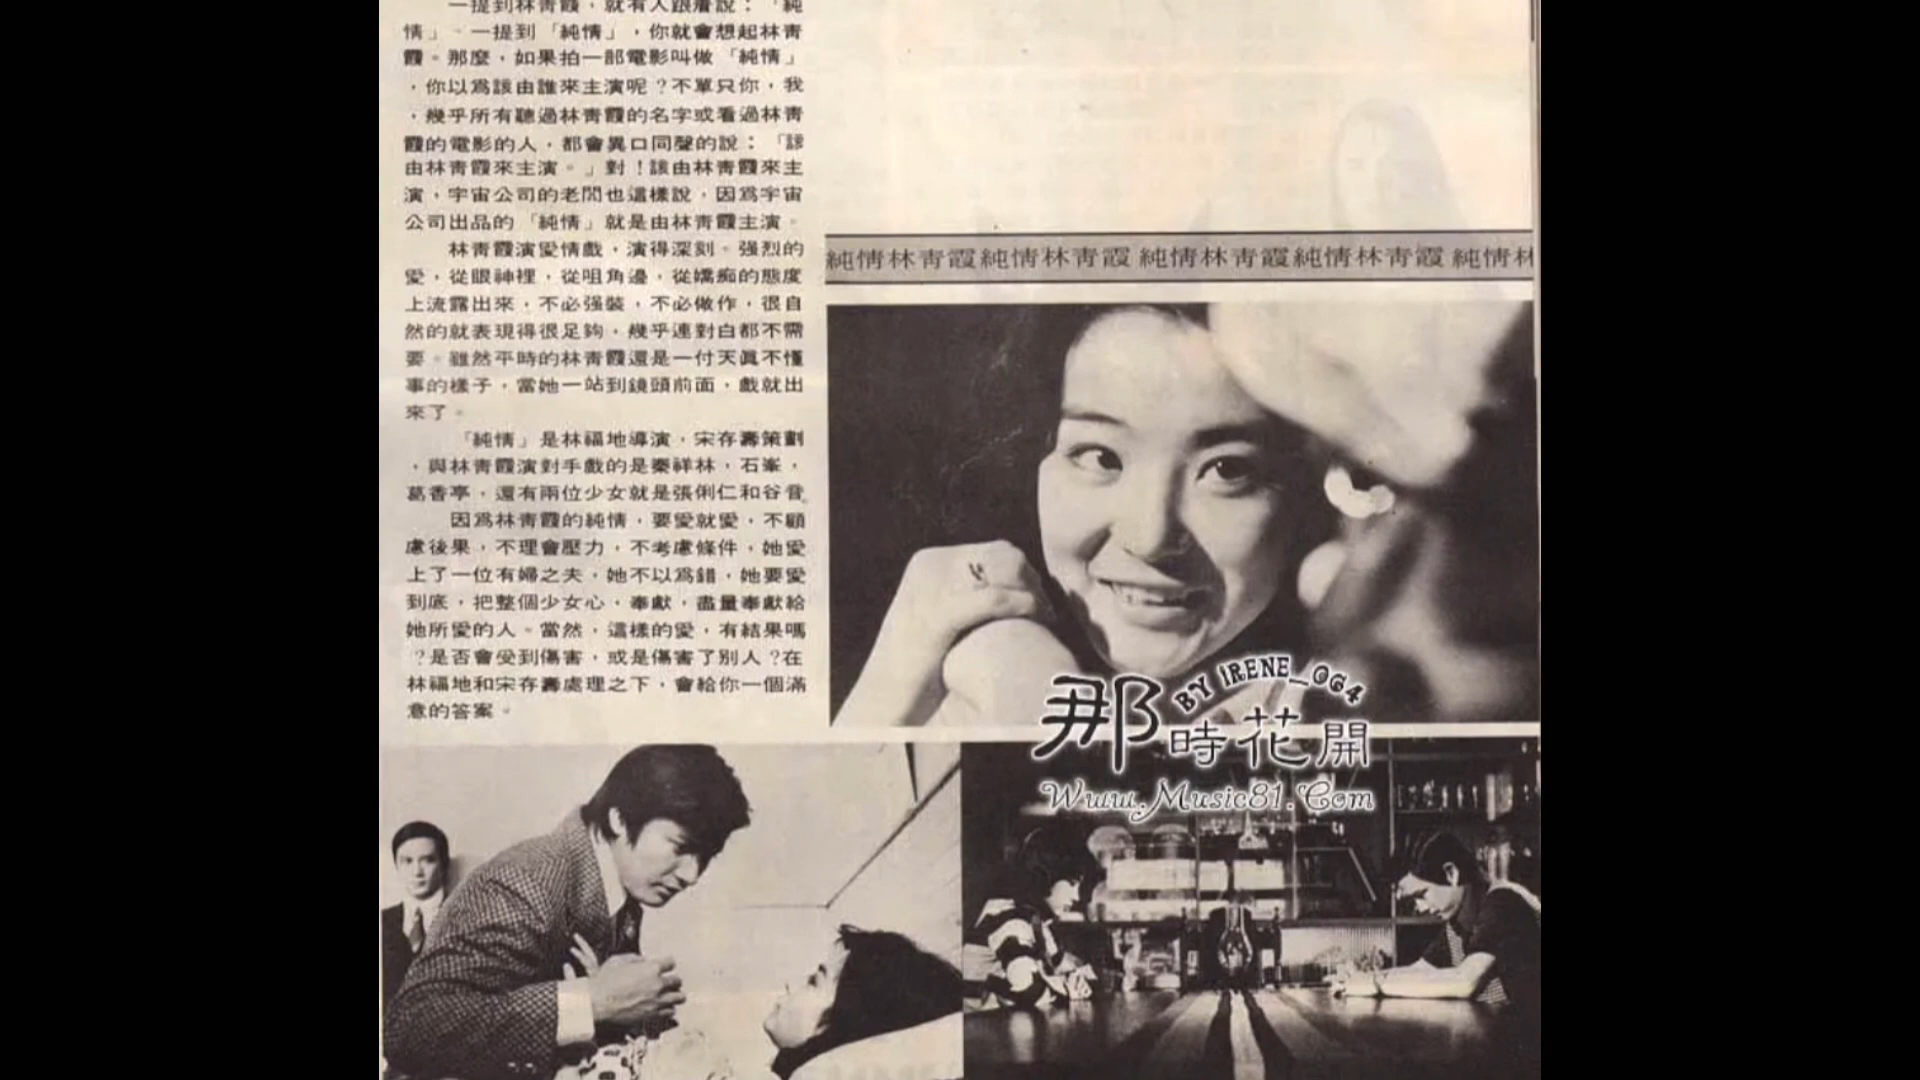 一提到林青霞，就有人跟着說：「純
情」。一提到「純情」，你就會想起林青
霞。那麼，如果拍一部電影叫做「純情」
，你以為該由誰來主演呢？不單只你，我
，幾乎所有聽過林青霞的名字或看過林青
霞的電影的人，都會異口同聲的說：「該
由林青霞來主演。」對！該由林青霞來主
演，宇宙公司的老闆也這樣說，因為宇宙
公司出品的「純情」就是由林青霞主演。
林青霞演愛情戲，演得深刻。强烈的
愛，從眼神裡，從咀角邊，從嬌痴的態度
上流露出來，不必强裝，不必做作，很自
然的就表現得很足夠，幾乎連對白都不需
要。雖然平時的林青霞還是一付天眞不懂
事的樣子，當她一站到鏡頭前面，戲就出
來了。
「純情」是林福地導演，宋存壽策劃
，與林青霞演對手戲的是秦祥林，石峯，
葛香亭，還有兩位少女就是張俐仁和谷音
因為林青霞的純情，要愛就愛，不顧
慮後果，不理會壓力，不考慮條件，她愛
上了一位有婦之夫，她不以為錯，她要愛
到底，把整個少女心，奉獻，盡量奉獻給
她所愛的人。當然，這樣的愛，有結果嗎
？是否會受到傷害，或是傷害了別人？在
林福地和宋存壽處理之下，會給你一個滿
意的答案。
純情林青霞純情林青霞 純情林青霞純情林青霞 純情林
BY IRENE_064
那時花開
Www.Music81.Com